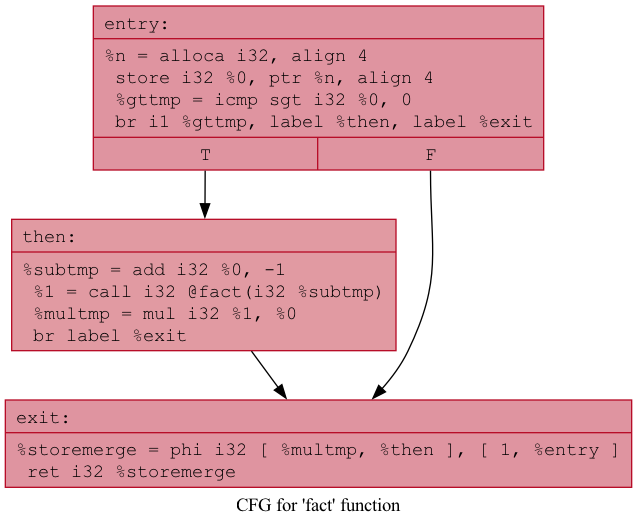 entry:
%n = alloca i32, align 4
store i32 %0, ptr %n, align 4
%gttmp = icmp sgt i32 %0, 0
br i1 %gttmp, label %then, label %exit
T F
then:
%subtmp = add i32 %0, -1
%1 = call i32 @fact(i32 %subtmp)
%multmp = mul i32 %1, %0
br label %exit
exit:
%storemerge = phi i32 [ %multmp, %then ], [ 1, %entry ]
ret i32 %storemerge
CFG for 'fact' function